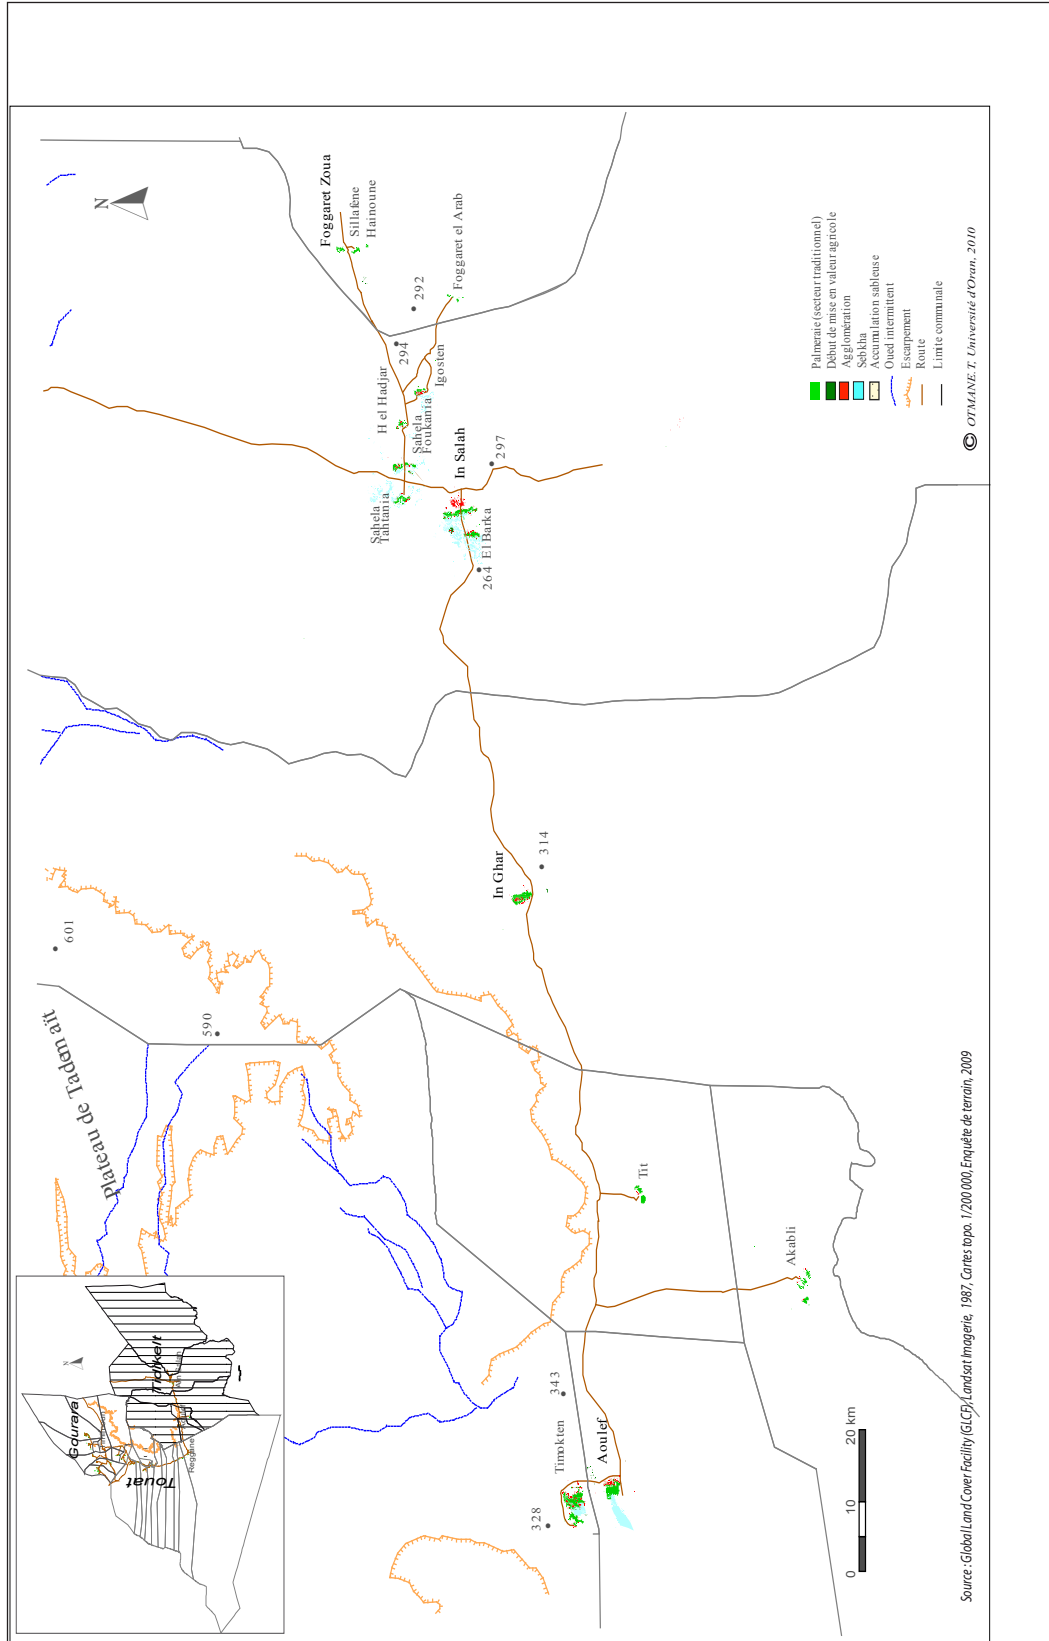 N
Plateau de Tademaït
601
590
Foggaret Zoua
Sillafène
Hainoune
Foggaret el Arab
292
294
H el Hadjar
Igosten
Sahela
Foukania
Sahela
Tahtania
In Salah
297
El Barka
264
In Ghar
314
Tit
Akabli
343
Timokten
Aoulef
328
Gourara
Touat
Tidikelt
Reggane
N
Palmeraie (secteur traditionnel)
Début de mise en valeur agricole
Agglomération
Sebkha
Accumulation sableuse
Oued intermittent
Escarpement
Route
Limite communale
© OTMANE.T, Université d'Oran, 2010
0 10 20 km
Source : Global Land Cover Facility (GLCF), Landsat Imagerie, 1987, Cartes topo. 1/200 000, Enquête de terrain, 2009